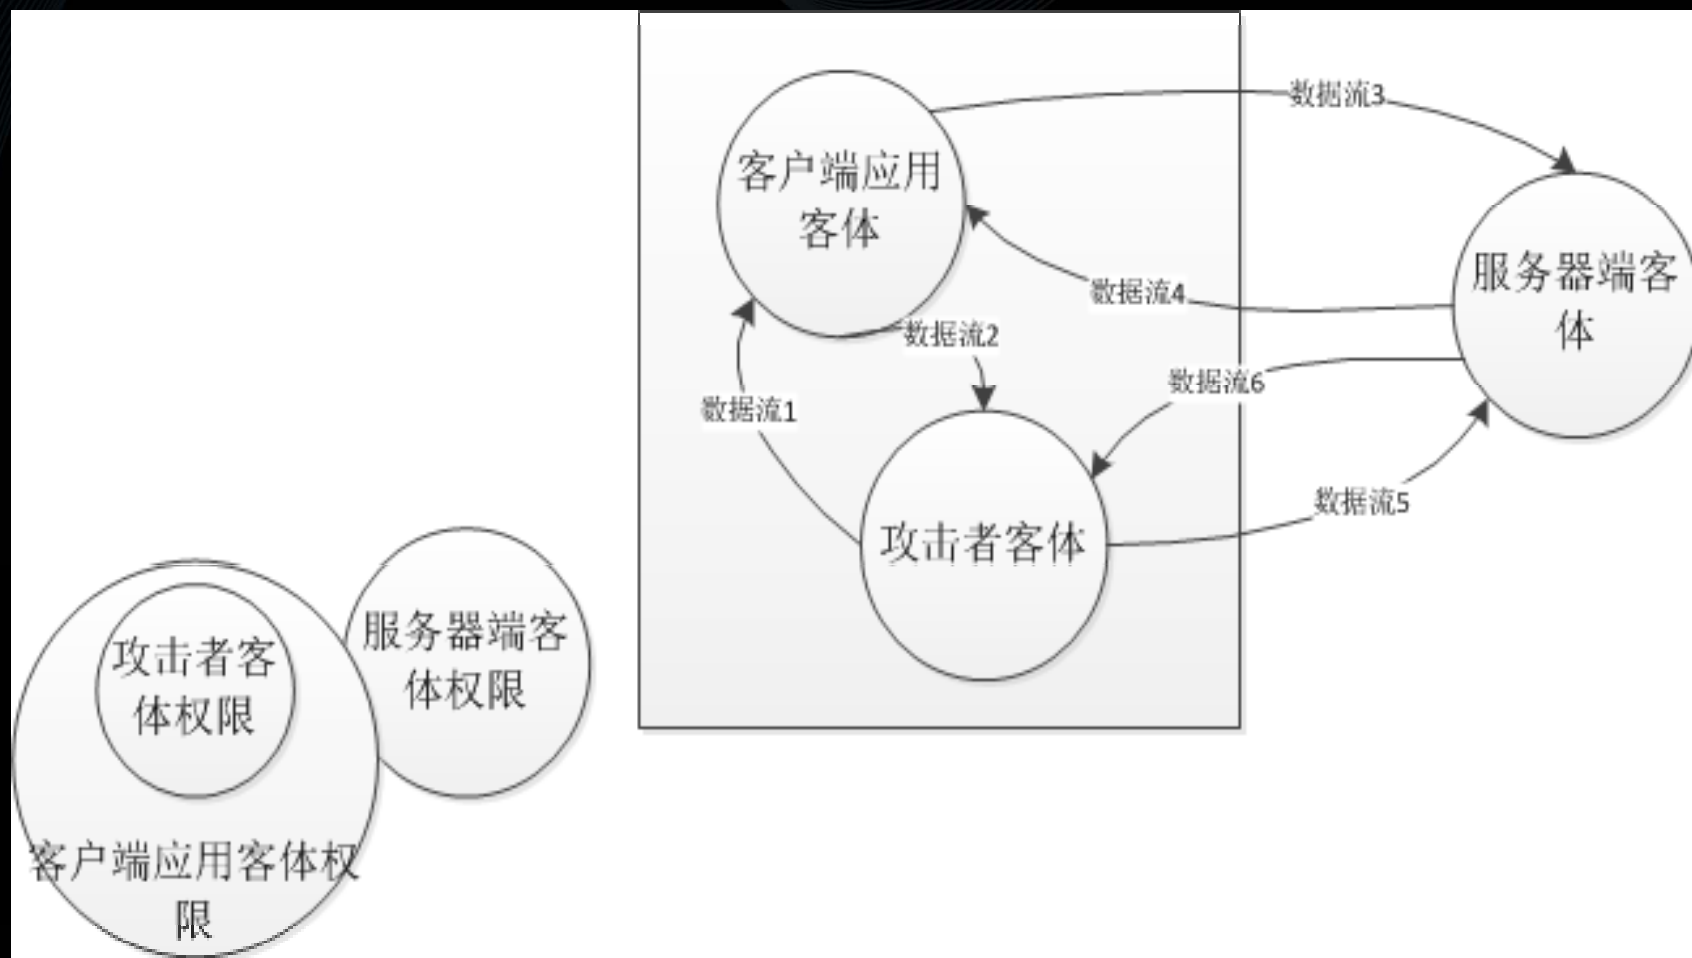 数据流3
客户端应用
客体
服务器端客
体
数据流4
数据流2
数据流6
数据流1
数据流5
攻击者客体
服务器端客
体权限
攻击者客
体权限
客户端应用客体权
限